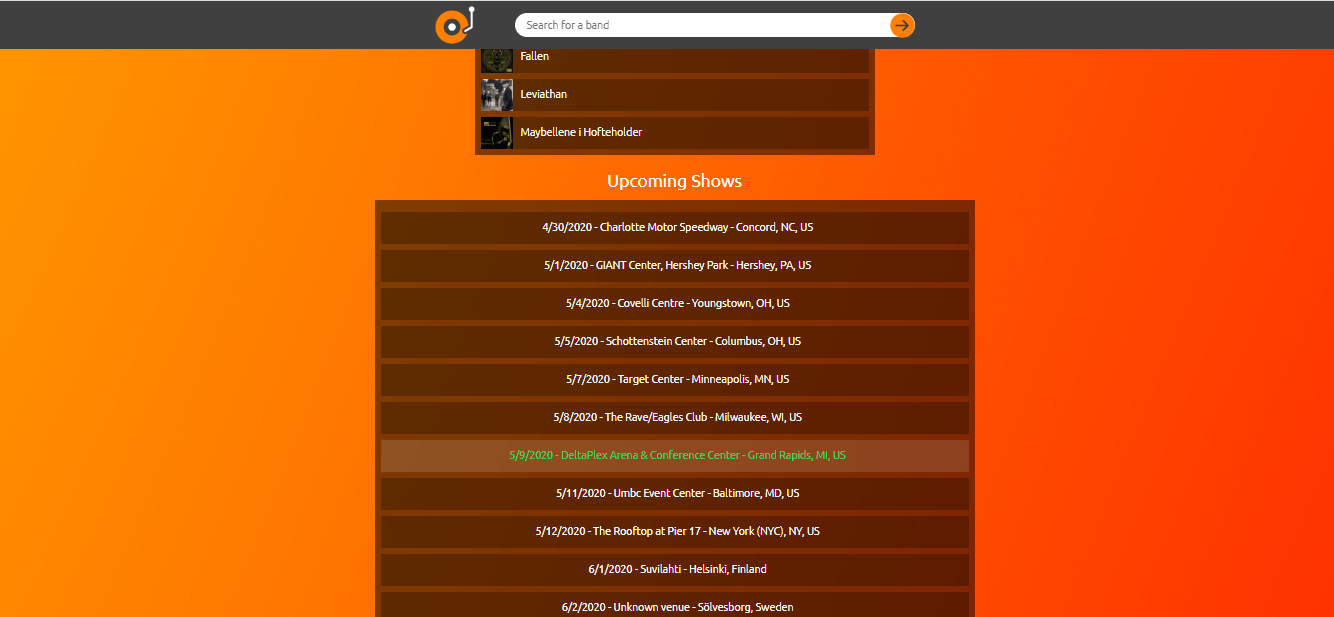 Search for a band
Fallen
Leviathan
Maybellene i Hofteholder
Upcoming Shows
4/30/2020 - Charlotte Motor Speedway - Concord, NC, US
5/1/2020 - GIANT Center, Hershey Park - Hershey, PA, US
5/4/2020 - Covelli Centre - Youngstown, OH, US
5/5/2020 - Schottenstein Center - Columbus, OH, US
5/7/2020 - Target Center - Minneapolis, MN, US
5/8/2020 - The Rave/Eagles Club - Milwaukee, WI, US
5/9/2020 - DeltaPlex Arena & Conference Center - Grand Rapids, MI, US
5/11/2020 - Umbc Event Center - Baltimore, MD, US
5/12/2020 - The Rooftop at Pier 17 - New York (NYC), NY, US
6/1/2020 - Suvilahti - Helsinki, Finland
6/2/2020 - Unknown venue - Sölvesborg, Sweden